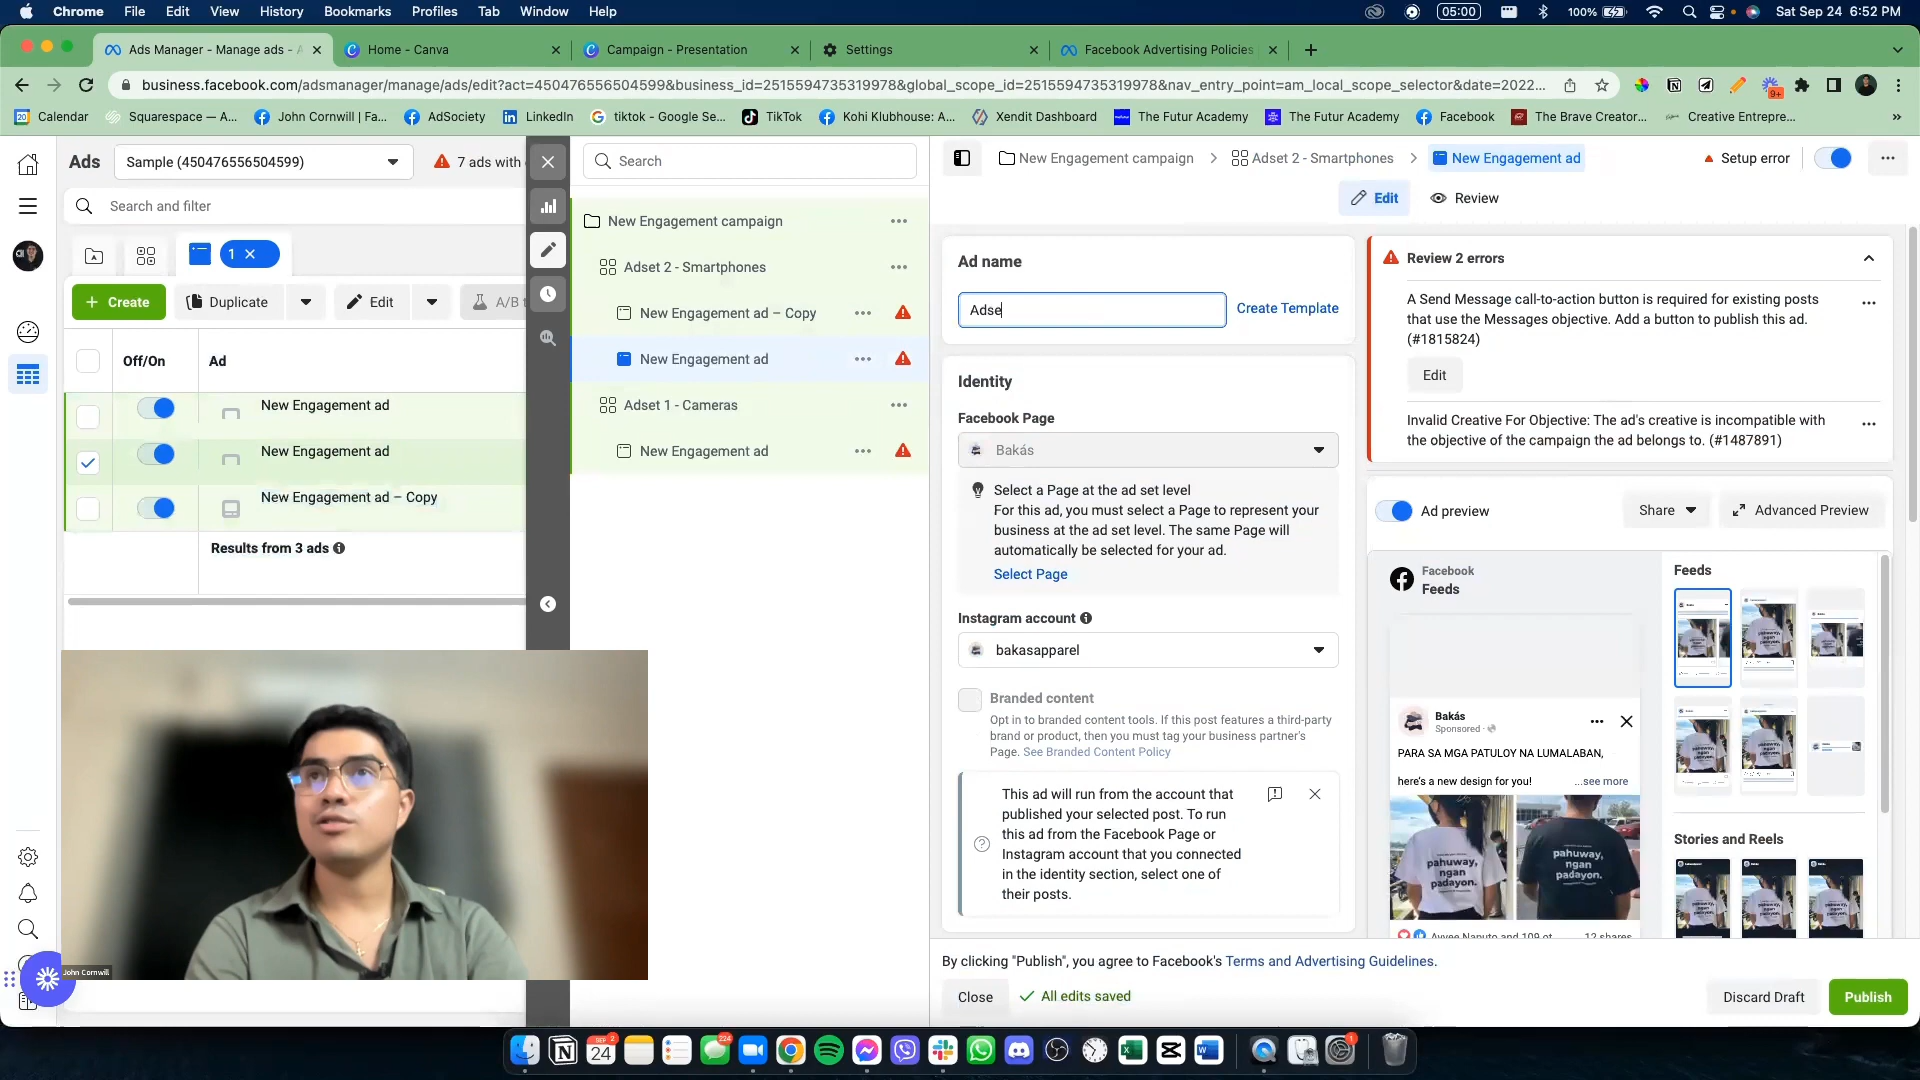 Chrome File Edit View History Bookmarks Profiles Tab Window Help
05:00 100% Sat Sep 24 6:52 PM
Ads Manager - Manage ads - A
Home - Canva
Campaign - Presentation
Settings
Facebook Advertising Policies
business.facebook.com/adsmanager/manage/ads/edit?act=450476556504599&business_id=2515594735319978&global_scope_id=2515594735319978&nav_entry_point=am_local_scope_selector&date=2022...
9+
20 Calendar
Squarespace — A...
John Cornwill | Fa...
AdSociety
LinkedIn
tiktok - Google Se...
TikTok
Kohi Klubhouse: A...
Xendit Dashboard
The Futur Academy
The Futur Academy
Facebook
The Brave Creator...
Creative Entrepre...
»
Ads
Sample (450476556504599)
7 ads with
Search and filter
1
+ Create
Duplicate
Edit
A/B t
Off/On
Ad
New Engagement ad
New Engagement ad
New Engagement ad – Copy
Results from 3 ads
John Cornwill
Search
New Engagement campaign
Adset 2 - Smartphones
New Engagement ad – Copy
New Engagement ad
Adset 1 - Cameras
New Engagement ad
New Engagement campaign
Adset 2 - Smartphones
New Engagement ad
Setup error
Edit
Review
Ad name
Adse
Create Template
Identity
Facebook Page
Bakás
Select a Page at the ad set level
For this ad, you must select a Page to represent your
business at the ad set level. The same Page will
automatically be selected for your ad.
Select Page
Instagram account
bakasapparel
Branded content
Opt in to branded content tools. If this post features a third-party
brand or product, then you must tag your business partner's
Page. See Branded Content Policy
This ad will run from the account that
published your selected post. To run
this ad from the Facebook Page or
Instagram account that you connected
in the identity section, select one of
their posts.
Review 2 errors
A Send Message call-to-action button is required for existing posts
that use the Messages objective. Add a button to publish this ad.
(#1815824)
Edit
Invalid Creative For Objective: The ad's creative is incompatible with
the objective of the campaign the ad belongs to. (#1487891)
Ad preview
Share
Advanced Preview
Facebook
Feeds
Bakás
Sponsored ·
PARA SA MGA PATULOY NA LUMALABAN,
here's a new design for you!
...see more
pahuway,
ngan
padayon.
pahuway,
ngan
padayon.
12 shares
Feeds
Stories and Reels
By clicking "Publish", you agree to Facebook's Terms and Advertising Guidelines.
Close
All edits saved
Discard Draft
Publish
SEP
24
2
224
1